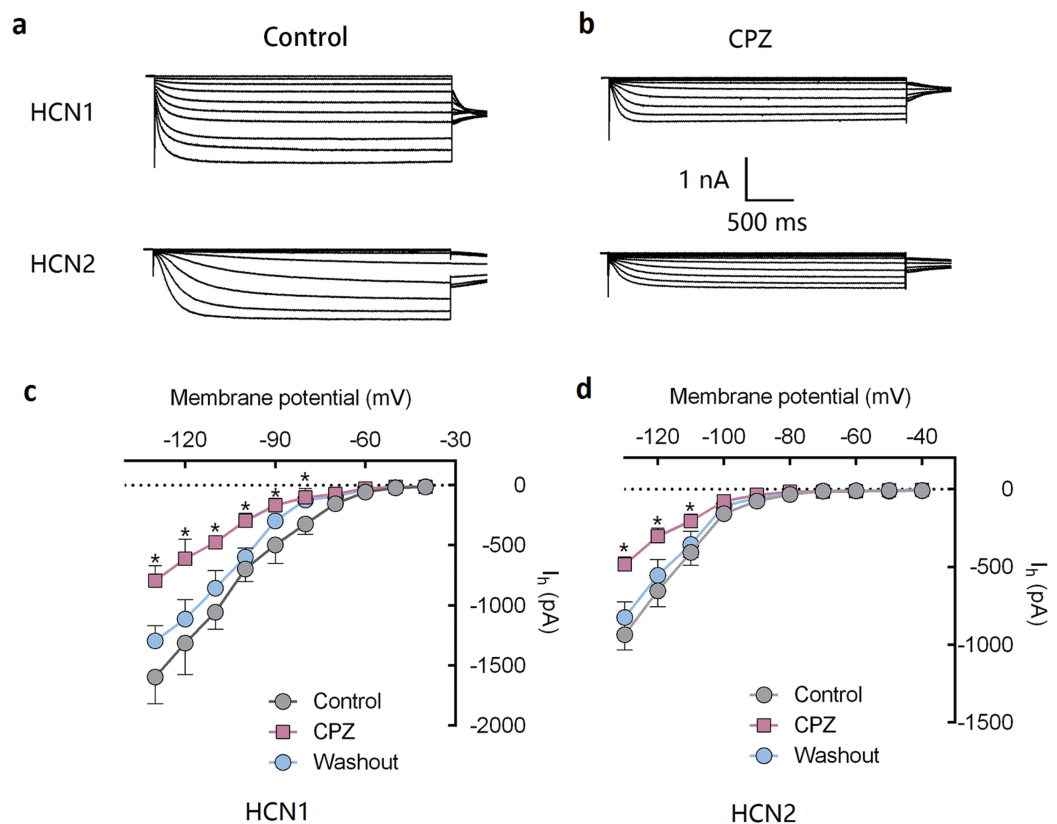 a
Control
b
CPZ
HCN1
1 nA
500 ms
HCN2
c
Membrane potential (mV)
-120 -90 -60 -30
0
-500
-1000
-1500
-2000
Iₕ (pA)
* * * * * *
Control
CPZ
Washout
HCN1
d
Membrane potential (mV)
-120 -100 -80 -60 -40
0
-500
-1000
-1500
Iₕ (pA)
* * *
Control
CPZ
Washout
HCN2